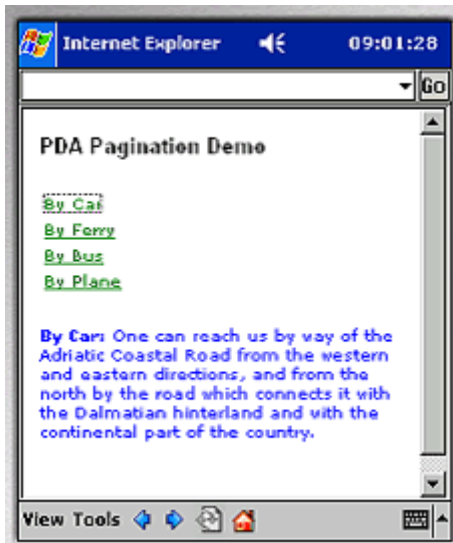 Internet Explorer 09:01:28
Go
PDA Pagination Demo
By Car
By Ferry
By Bus
By Plane
By Car: One can reach us by way of the
Adriatic Coastal Road from the western
and eastern directions, and from the
north by the road which connects it with
the Dalmatian hinterland and with the
continental part of the country.
View Tools